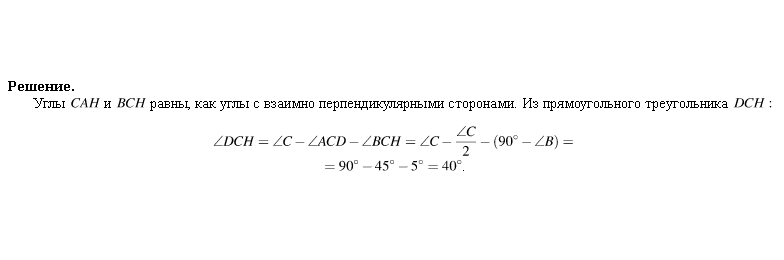 Решение.
Углы CAH и BCH равны, как углы с взаимно перпендикулярными сторонами. Из прямоугольного треугольника DCH :
∠DCH = ∠C − ∠ACD − ∠BCH = ∠C − ∠C/2 − (90° − ∠B) =
= 90° − 45° − 5° = 40°.